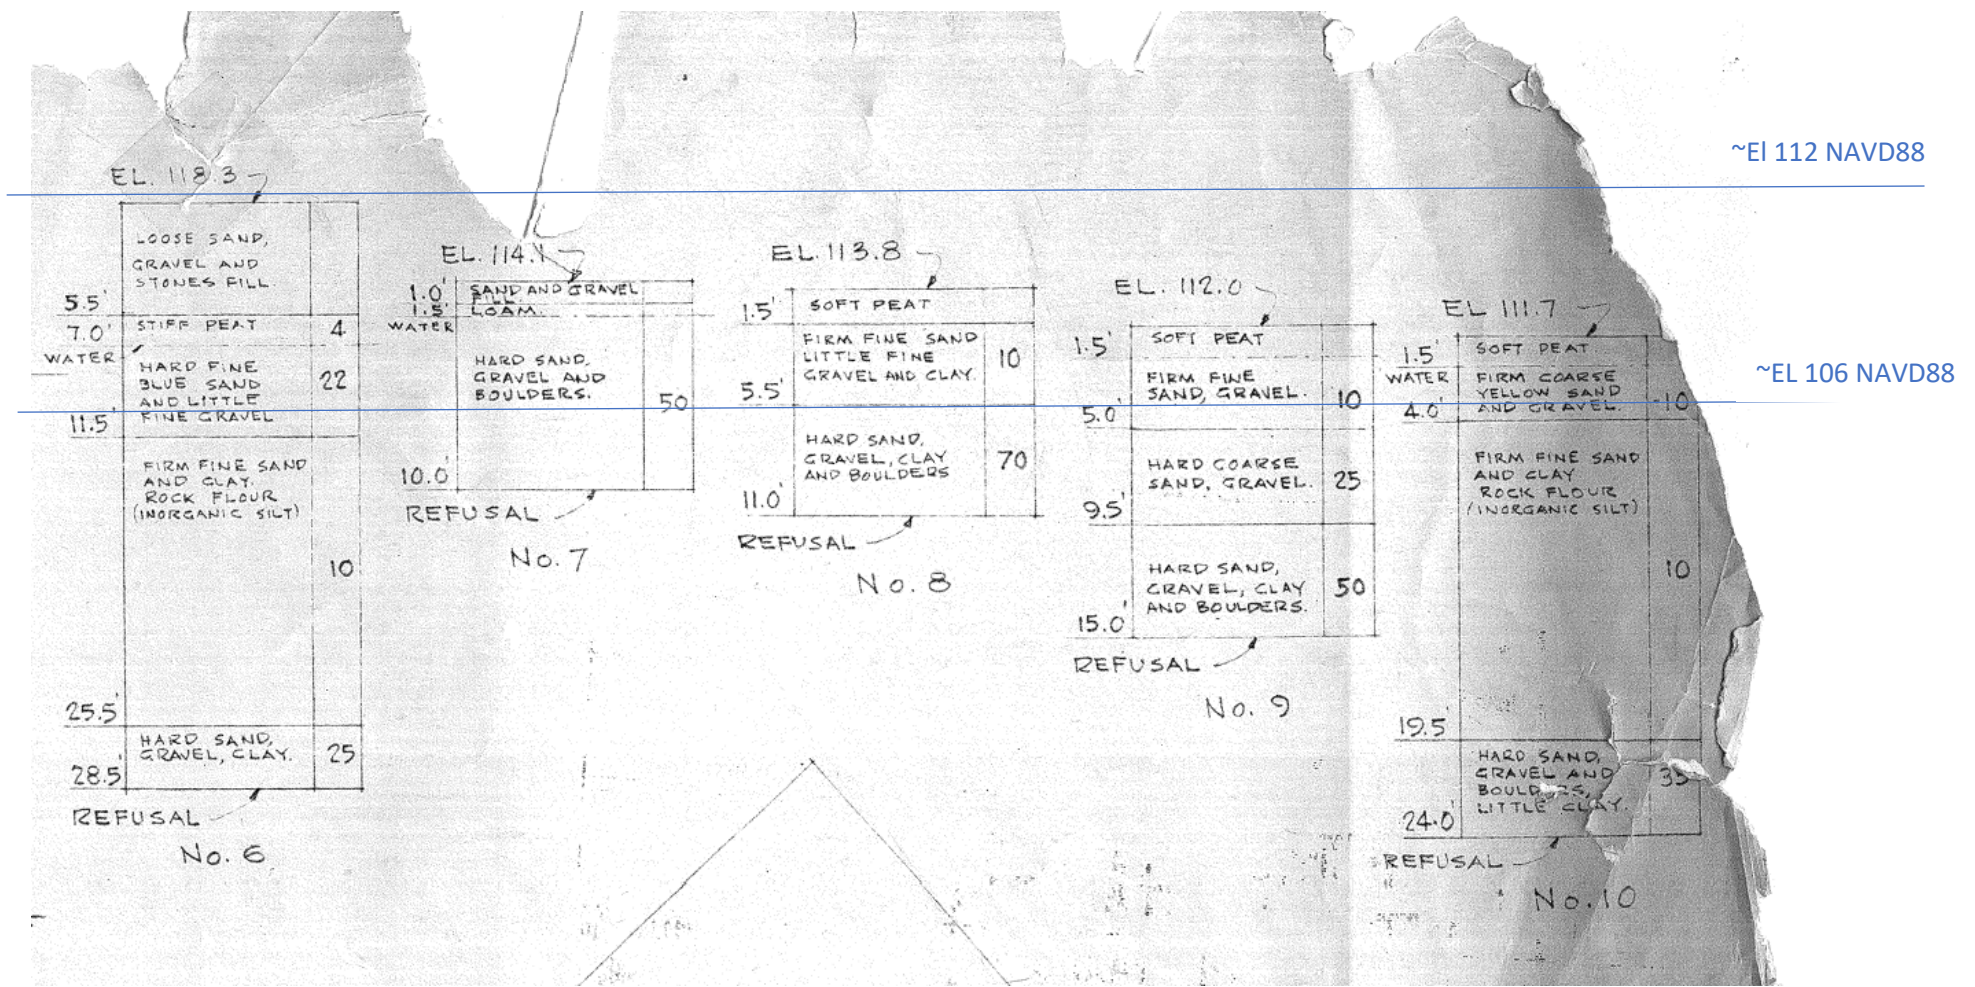 ~El 112 NAVD88
~EL 106 NAVD88
EL. 118.3
LOOSE SAND,
GRAVEL AND
STONES FILL.
5.5'
STIFF PEAT
4
7.0'
WATER
HARD FINE
BLUE SAND
AND LITTLE
FINE GRAVEL
22
11.5'
FIRM FINE SAND
AND CLAY.
ROCK FLOUR
(INORGANIC SILT)
10
25.5'
HARD SAND,
GRAVEL, CLAY.
25
28.5'
REFUSAL
No. 6
EL. 114.1
1.0'
SAND AND GRAVEL
FILL.
1.5'
LOAM.
WATER
HARD SAND,
GRAVEL AND
BOULDERS.
50
10.0'
REFUSAL
No. 7
EL. 113.8
1.5'
SOFT PEAT
FIRM FINE SAND
LITTLE FINE
GRAVEL AND CLAY.
10
5.5'
HARD SAND,
GRAVEL, CLAY
AND BOULDERS
70
11.0'
REFUSAL
No. 8
EL. 112.0
1.5'
SOFT PEAT
FIRM FINE
SAND, GRAVEL.
10
5.0'
HARD COARSE
SAND, GRAVEL.
25
9.5'
HARD SAND,
GRAVEL, CLAY
AND BOULDERS.
50
15.0'
REFUSAL
No. 9
EL 111.7
1.5'
SOFT PEAT
WATER
FIRM COARSE
YELLOW SAND
AND GRAVEL.
10
4.0'
FIRM FINE SAND
AND CLAY
ROCK FLOUR
(INORGANIC SILT)
10
19.5'
HARD SAND,
GRAVEL AND
BOULDERS,
LITTLE CLAY.
35
24.0'
REFUSAL
No. 10